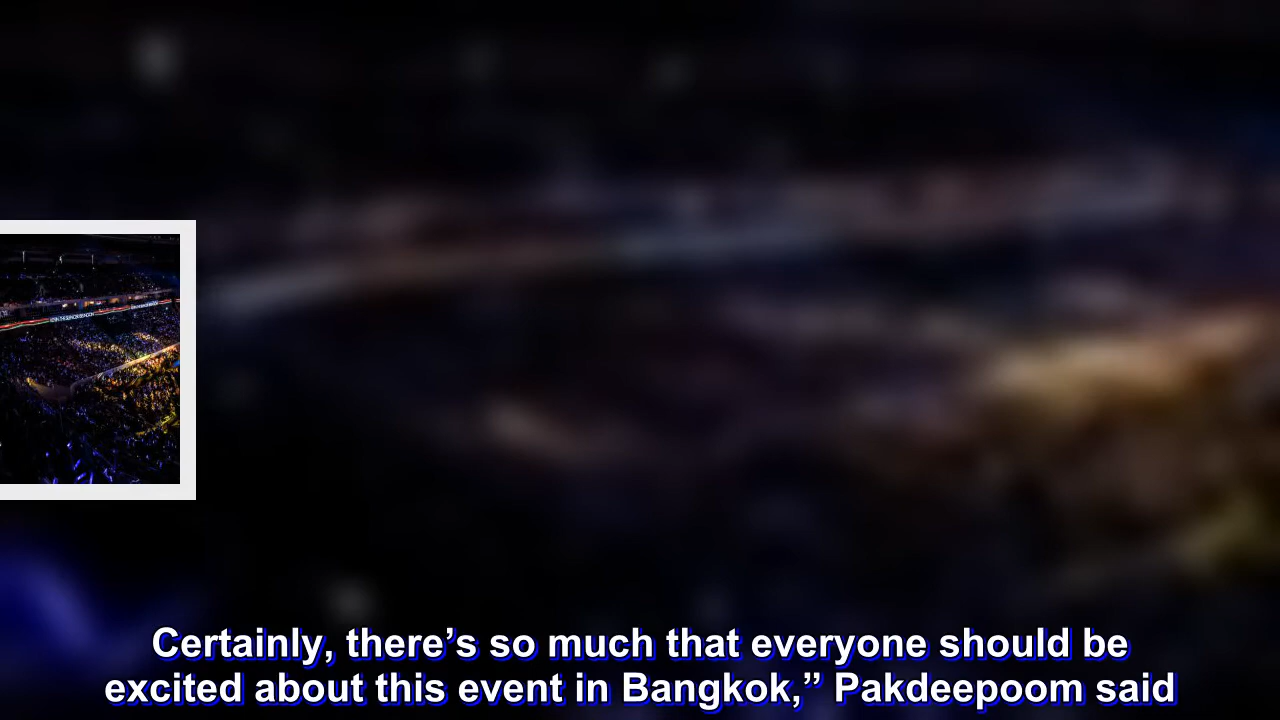 Certainly, there’s so much that everyone should be
excited about this event in Bangkok,” Pakdeepoom said